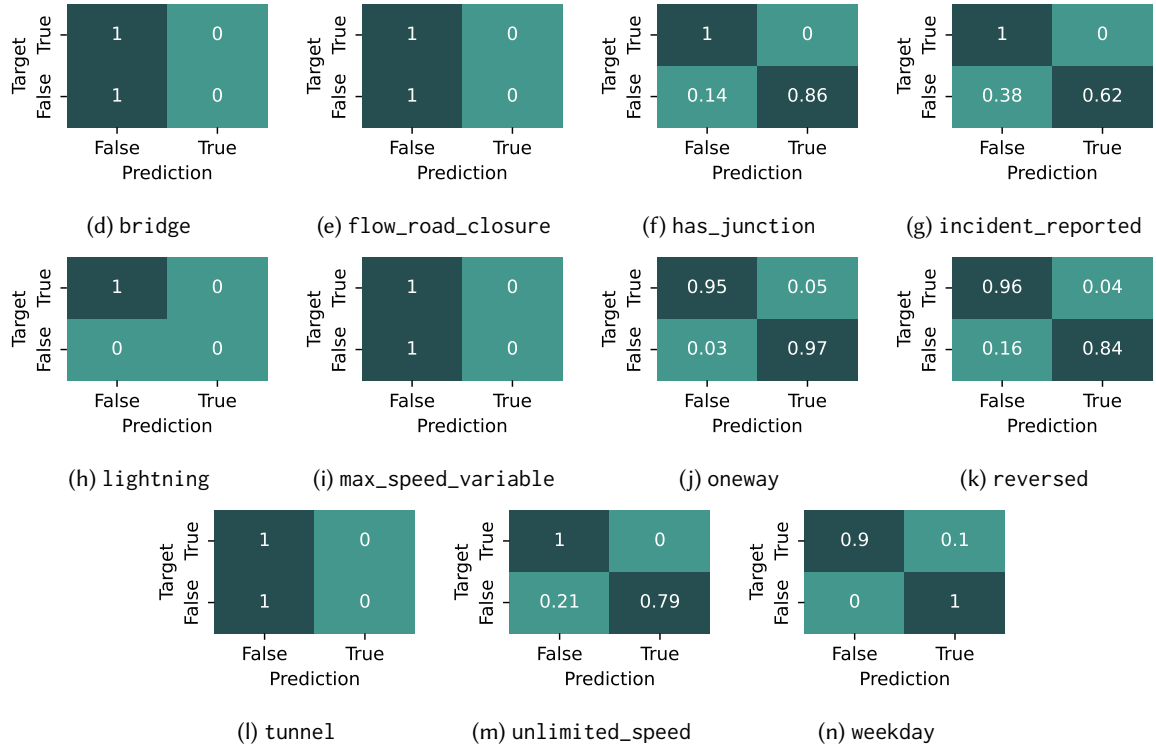 Target
True
False
1 0
1 0
False True
Prediction
(d) bridge
Target
True
False
1 0
1 0
False True
Prediction
(e) flow_road_closure
Target
True
False
1 0
0.14 0.86
False True
Prediction
(f) has_junction
Target
True
False
1 0
0.38 0.62
False True
Prediction
(g) incident_reported
Target
True
False
1 0
0 0
False True
Prediction
(h) lightning
Target
True
False
1 0
1 0
False True
Prediction
(i) max_speed_variable
Target
True
False
0.95 0.05
0.03 0.97
False True
Prediction
(j) oneway
Target
True
False
0.96 0.04
0.16 0.84
False True
Prediction
(k) reversed
Target
True
False
1 0
1 0
False True
Prediction
(l) tunnel
Target
True
False
1 0
0.21 0.79
False True
Prediction
(m) unlimited_speed
Target
True
False
0.9 0.1
0 1
False True
Prediction
(n) weekday